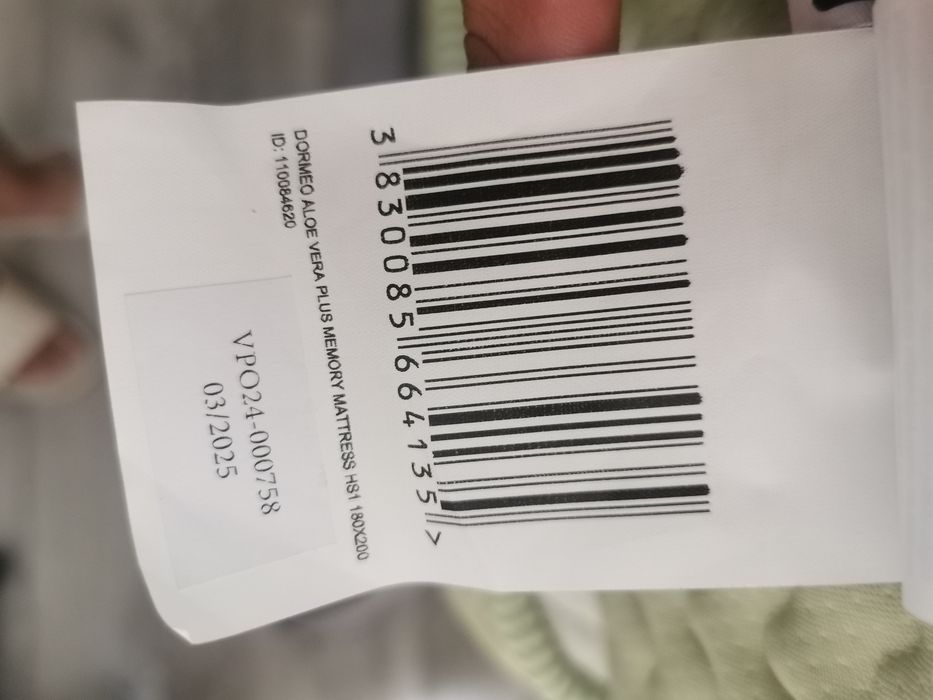 3 830085 664135 >
DORMEO ALOE VERA PLUS MEMORY MATTRESS HS1 180X200
ID: 110084620
VPO24-000758
03/2025